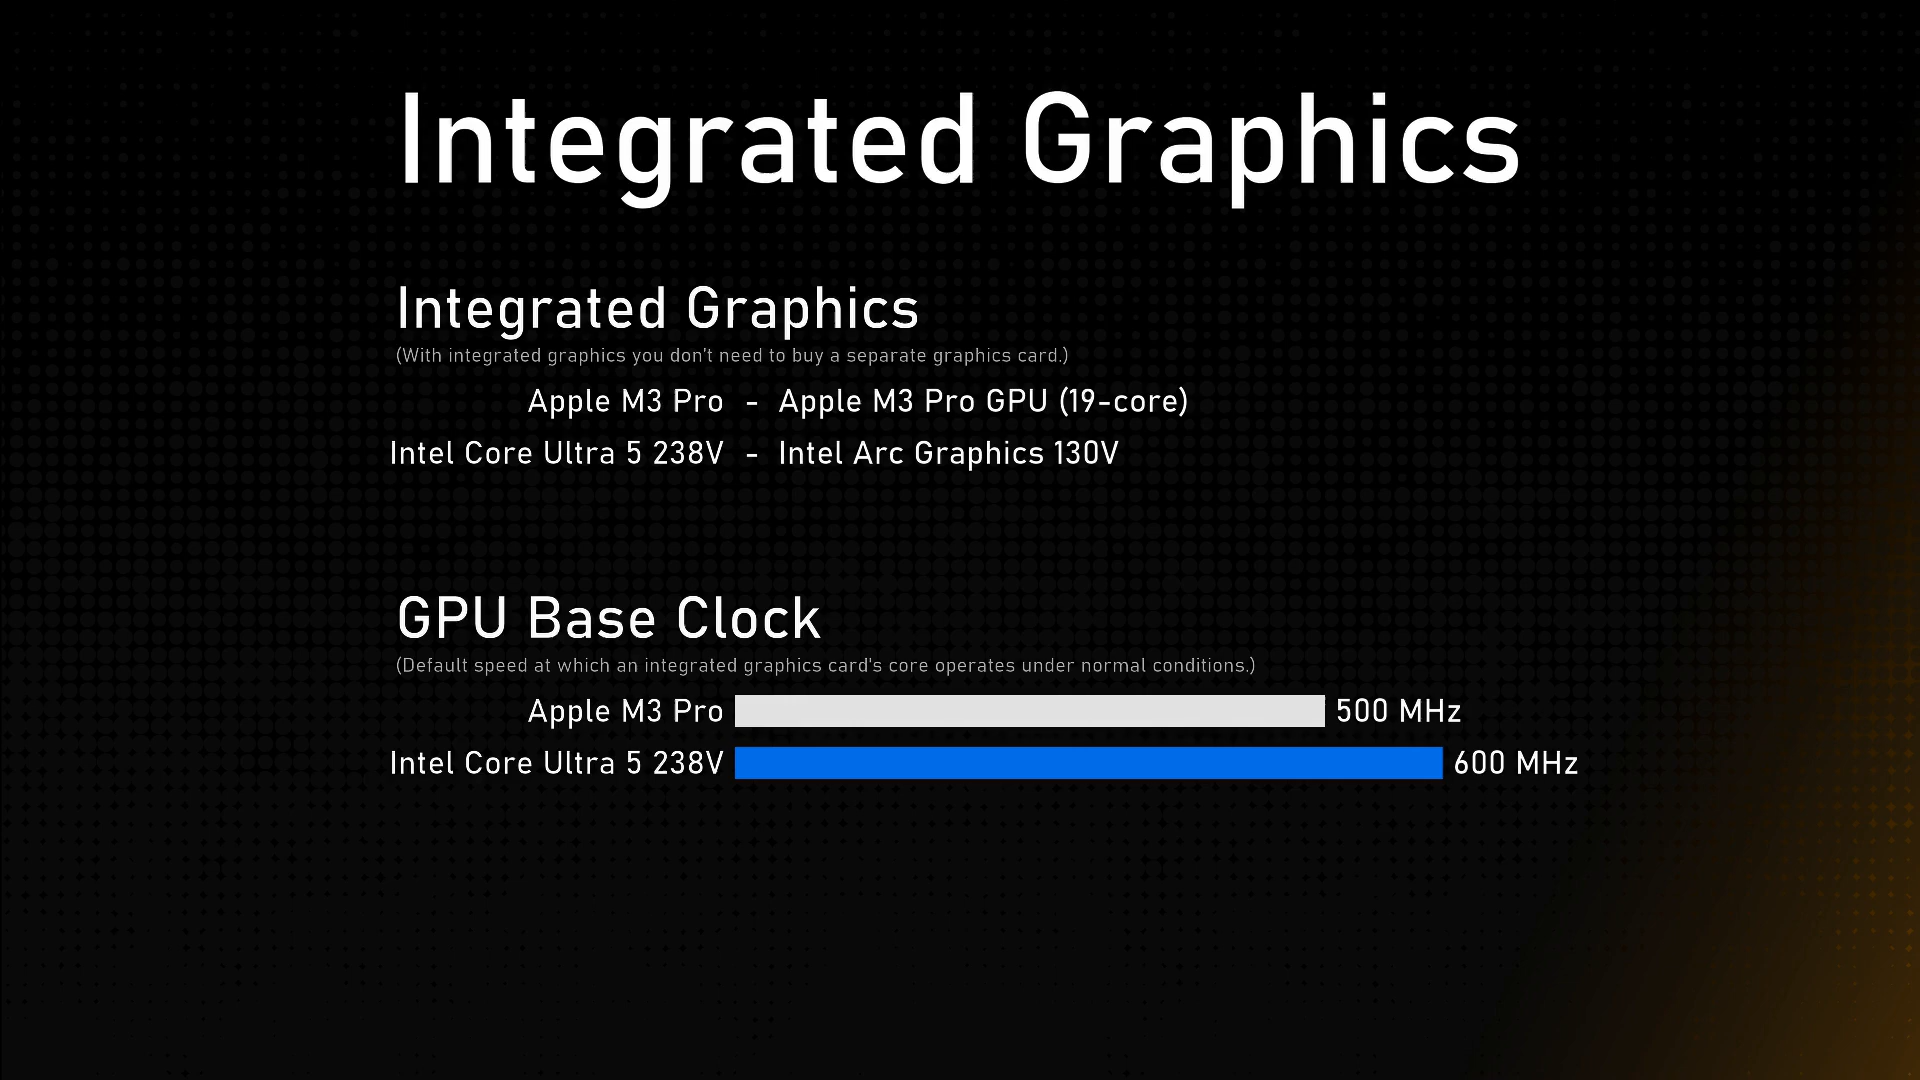 Integrated Graphics
Integrated Graphics
(With integrated graphics you don't need to buy a separate graphics card.)
Apple M3 Pro - Apple M3 Pro GPU (19-core)
Intel Core Ultra 5 238V - Intel Arc Graphics 130V
GPU Base Clock
(Default speed at which an integrated graphics card's core operates under normal conditions.)
Apple M3 Pro 500 MHz
Intel Core Ultra 5 238V 600 MHz